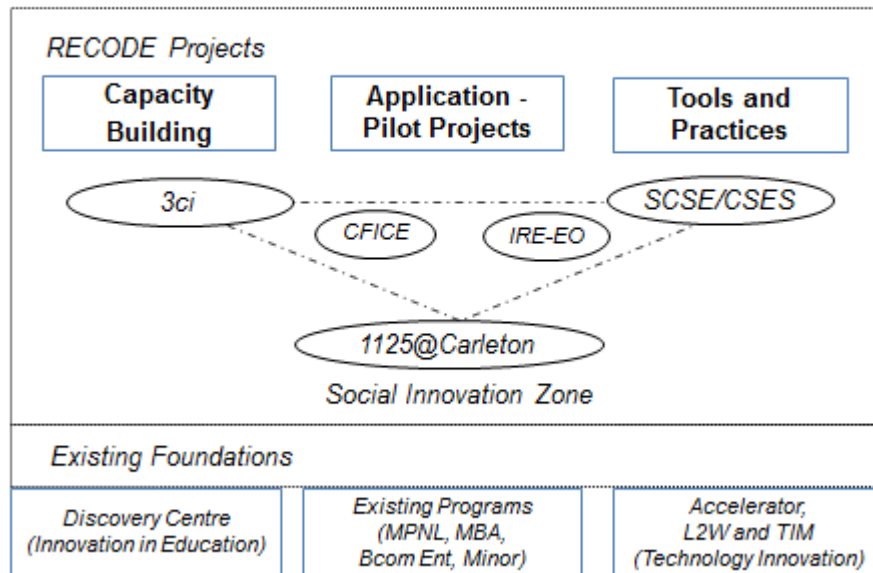 RECODE Projects
Capacity
Building
Application -
Pilot Projects
Tools and
Practices
3ci
SCSE/CSES
CFICE
IRE-EO
1125@Carleton
Social Innovation Zone
Existing Foundations
Discovery Centre
(Innovation in Education)
Existing Programs
(MPNL, MBA,
Bcom Ent, Minor)
Accelerator,
L2W and TIM
(Technology Innovation)